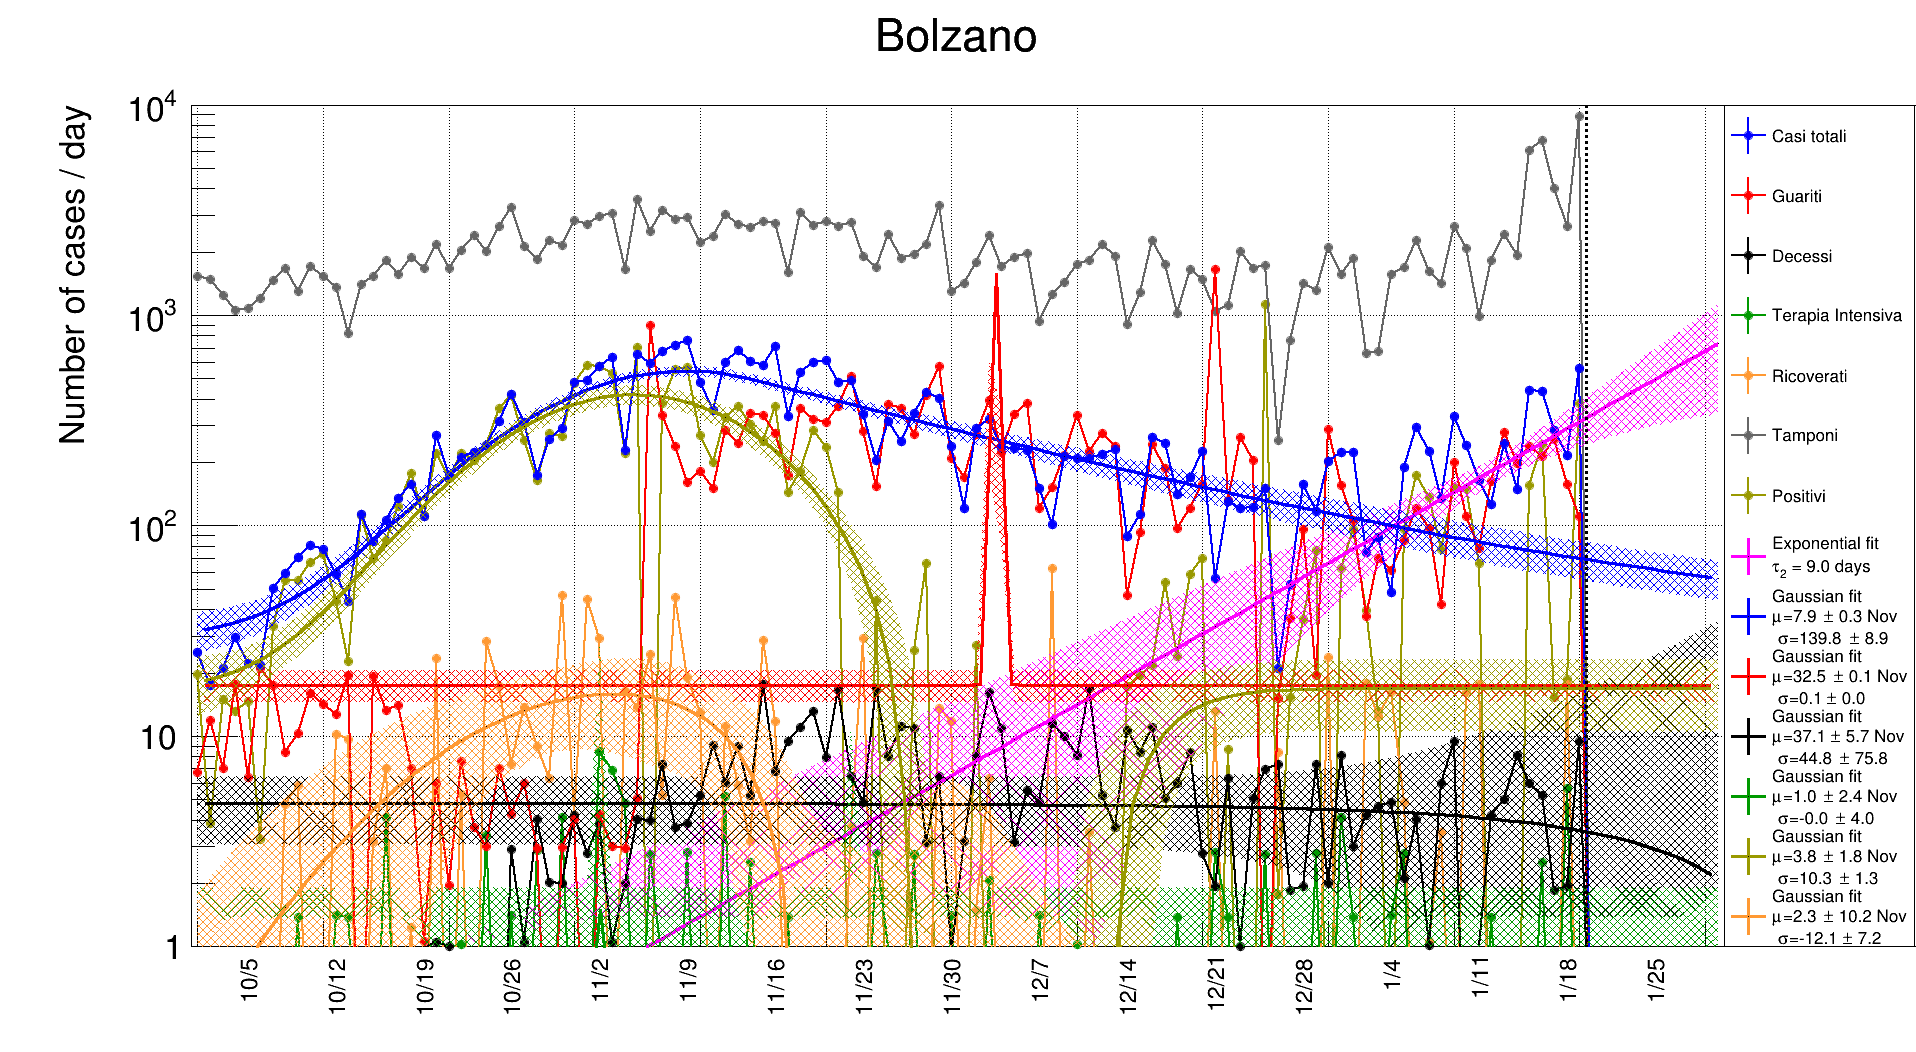 Bolzano
Number of cases / day
10⁴
10³
10²
10
1
10/5
10/12
10/19
10/26
11/2
11/9
11/16
11/23
11/30
12/7
12/14
12/21
12/28
1/4
1/11
1/18
1/25
Casi totali
Guariti
Decessi
Terapia Intensiva
Ricoverati
Tamponi
Positivi
Exponential fit
τ₂ = 9.0 days
Gaussian fit
μ=7.9 ± 0.3 Nov
σ=139.8 ± 8.9
Gaussian fit
μ=32.5 ± 0.1 Nov
σ=0.1 ± 0.0
Gaussian fit
μ=37.1 ± 5.7 Nov
σ=44.8 ± 75.8
Gaussian fit
μ=1.0 ± 2.4 Nov
σ=-0.0 ± 4.0
Gaussian fit
μ=3.8 ± 1.8 Nov
σ=10.3 ± 1.3
Gaussian fit
μ=2.3 ± 10.2 Nov
σ=-12.1 ± 7.2